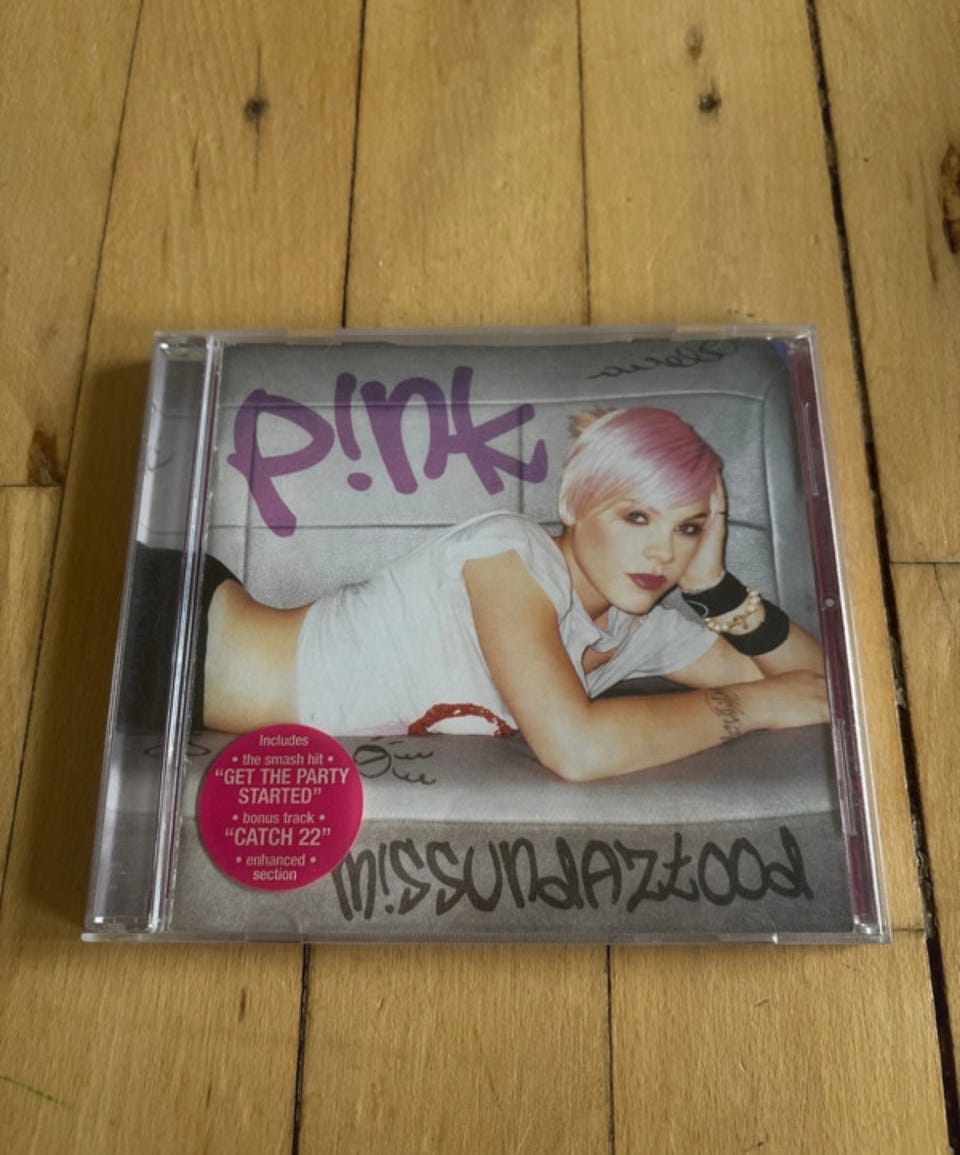 P!nk
Includes
• the smash hit •
“GET THE PARTY
STARTED”
• bonus track •
“CATCH 22”
• enhanced •
section
m!ssundaztood